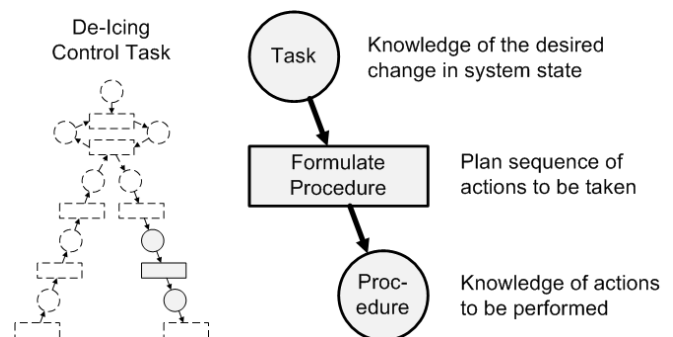 De-Icing
Control Task
Task
Knowledge of the desired
change in system state
Formulate
Procedure
Plan sequence of
actions to be taken
Proc-
edure
Knowledge of actions
to be performed